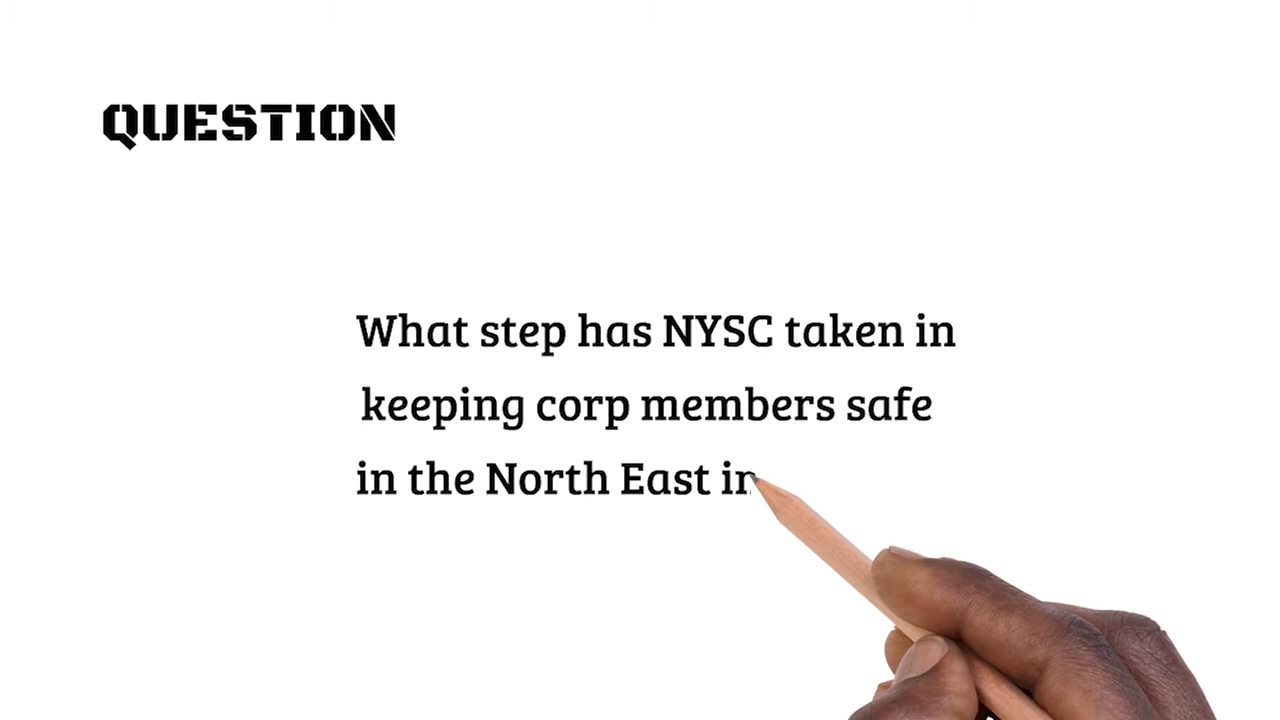 QUESTION
What step has NYSC taken in
keeping corp members safe
in the North East in